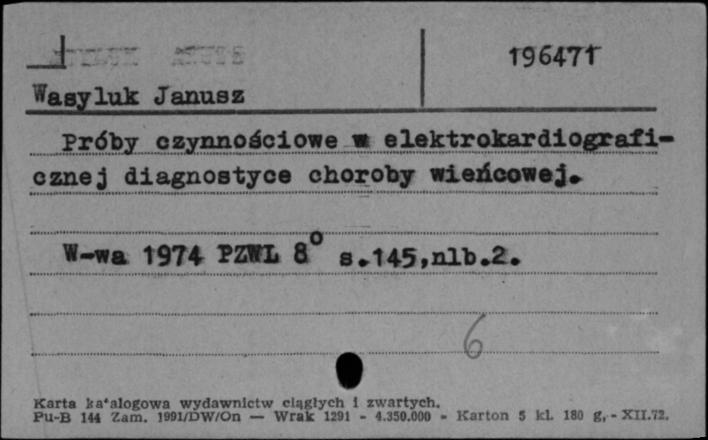 196471
Wasyluk Janusz
Próby czynnościowe w elektrokardiografi-
cznej diagnostyce choroby wieńcowej.
W-wa 1974 PZWL 8° s.145,nlb.2.
6
Karta ka'alogowa wydawnictw ciągłych i zwartych.
Pu-B 144 Zam. 1991/DW/On — Wrak 1291 - 4.350.000 - Karton 5 kl. 180 g, - XII.72.